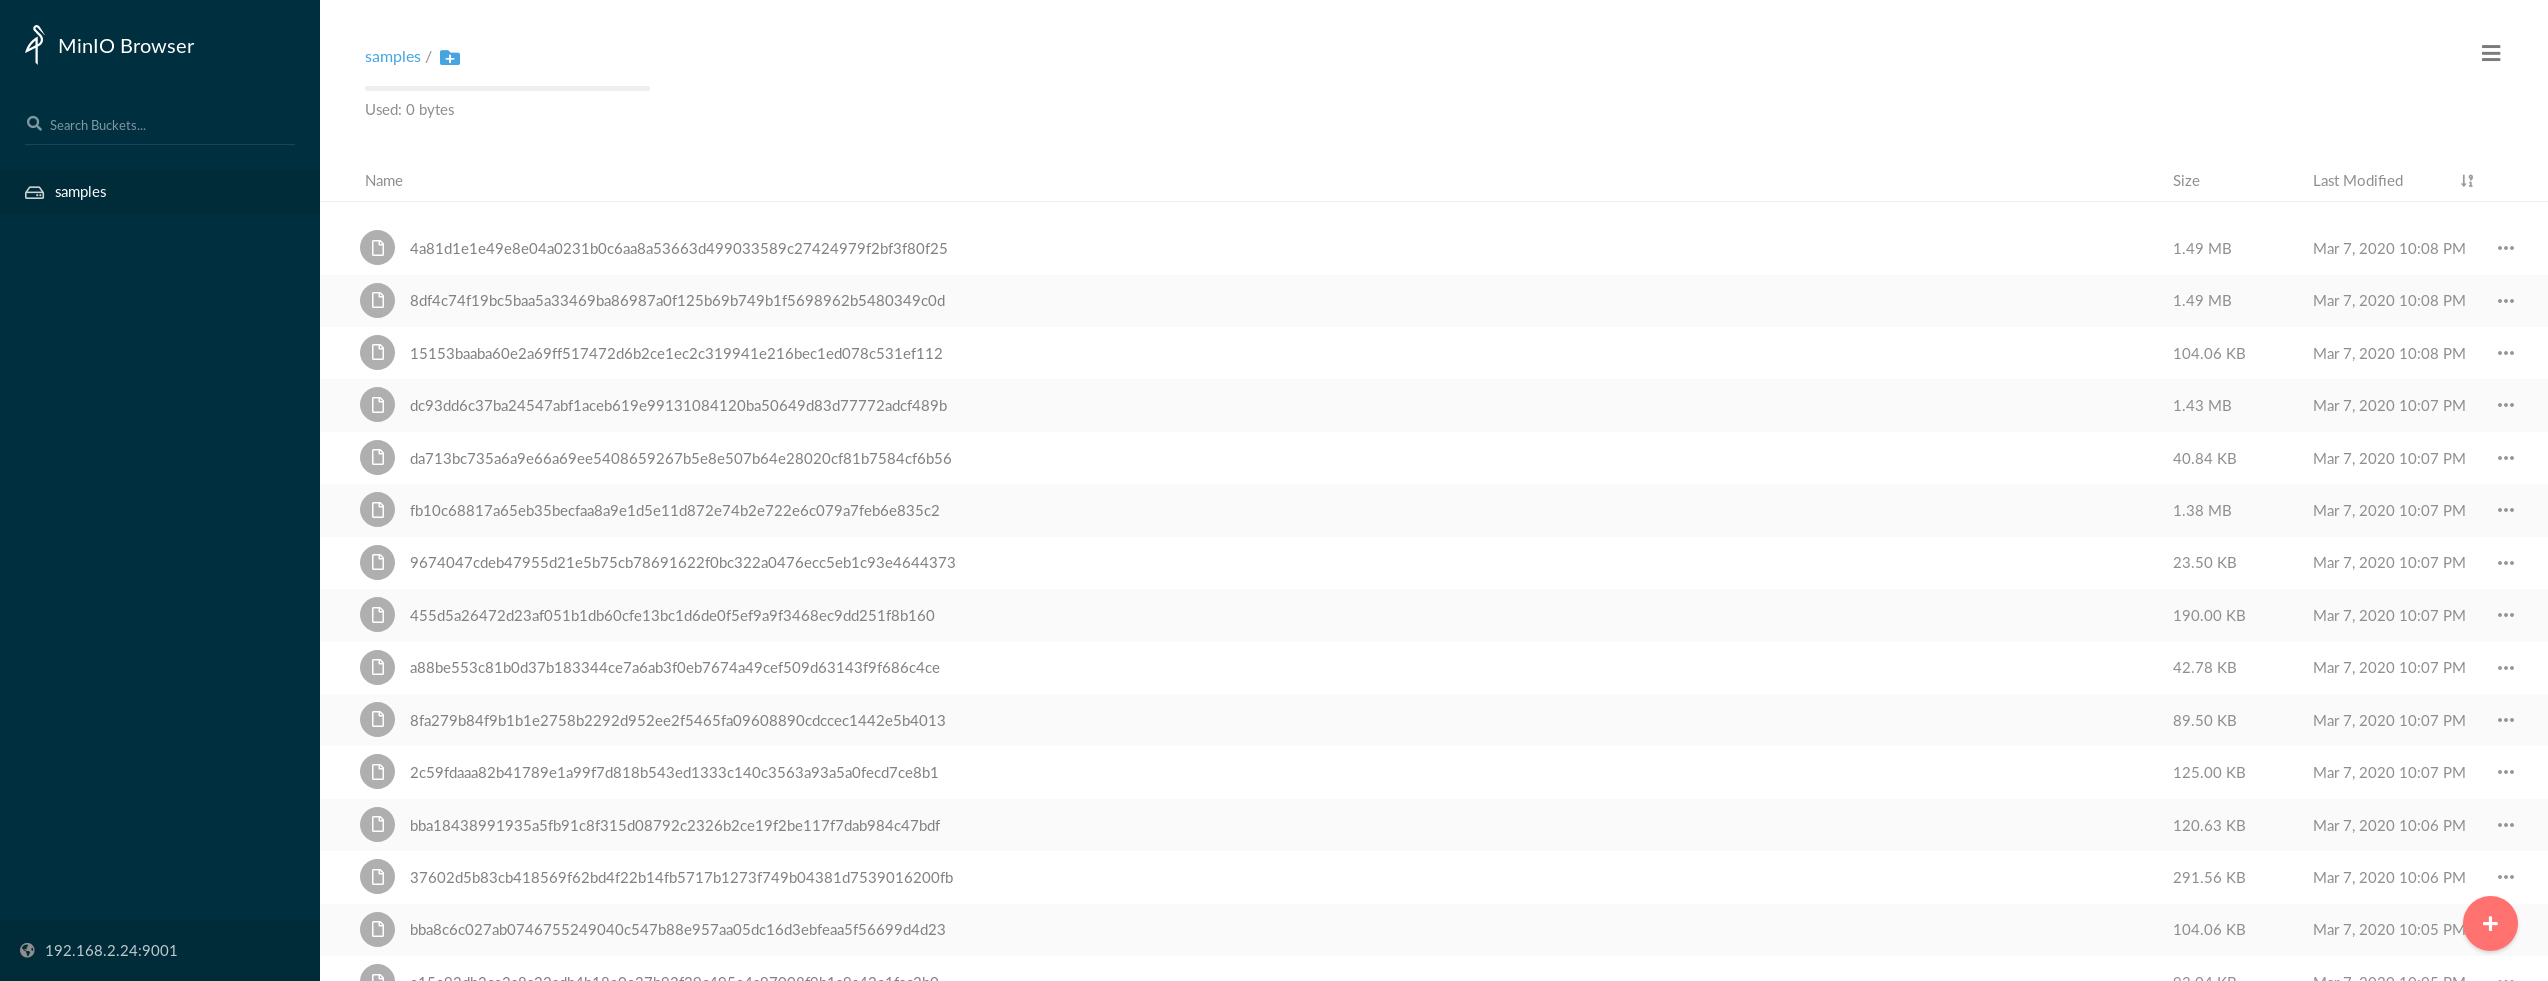 MinIO Browser
Search Buckets...
samples
192.168.2.24:9001
samples /
Used: 0 bytes
Name Size Last Modified
4a81d1e1e49e8e04a0231b0c6aa8a53663d499033589c27424979f2bf3f80f25 1.49 MB Mar 7, 2020 10:08 PM
8df4c74f19bc5baa5a33469ba86987a0f125b69b749b1f5698962b5480349c0d 1.49 MB Mar 7, 2020 10:08 PM
15153baaba60e2a69ff517472d6b2ce1ec2c319941e216bec1ed078c531ef112 104.06 KB Mar 7, 2020 10:08 PM
dc93dd6c37ba24547abf1aceb619e99131084120ba50649d83d77772adcf489b 1.43 MB Mar 7, 2020 10:07 PM
da713bc735a6a9e66a69ee5408659267b5e8e507b64e28020cf81b7584cf6b56 40.84 KB Mar 7, 2020 10:07 PM
fb10c68817a65eb35becfaa8a9e1d5e11d872e74b2e722e6c079a7feb6e835c2 1.38 MB Mar 7, 2020 10:07 PM
9674047cdeb47955d21e5b75cb78691622f0bc322a0476ecc5eb1c93e4644373 23.50 KB Mar 7, 2020 10:07 PM
455d5a26472d23af051b1db60cfe13bc1d6de0f5ef9a9f3468ec9dd251f8b160 190.00 KB Mar 7, 2020 10:07 PM
a88be553c81b0d37b183344ce7a6ab3f0eb7674a49cef509d63143f9f686c4ce 42.78 KB Mar 7, 2020 10:07 PM
8fa279b84f9b1b1e2758b2292d952ee2f5465fa09608890cdccec1442e5b4013 89.50 KB Mar 7, 2020 10:07 PM
2c59fdaaa82b41789e1a99f7d818b543ed1333c140c3563a93a5a0fecd7ce8b1 125.00 KB Mar 7, 2020 10:07 PM
bba18438991935a5fb91c8f315d08792c2326b2ce19f2be117f7dab984c47bdf 120.63 KB Mar 7, 2020 10:06 PM
37602d5b83cb418569f62bd4f22b14fb5717b1273f749b04381d7539016200fb 291.56 KB Mar 7, 2020 10:06 PM
bba8c6c027ab0746755249040c547b88e957aa05dc16d3ebfeaa5f56699d4d23 104.06 KB Mar 7, 2020 10:05 PM
Mar 7, 2020 10:05 PM